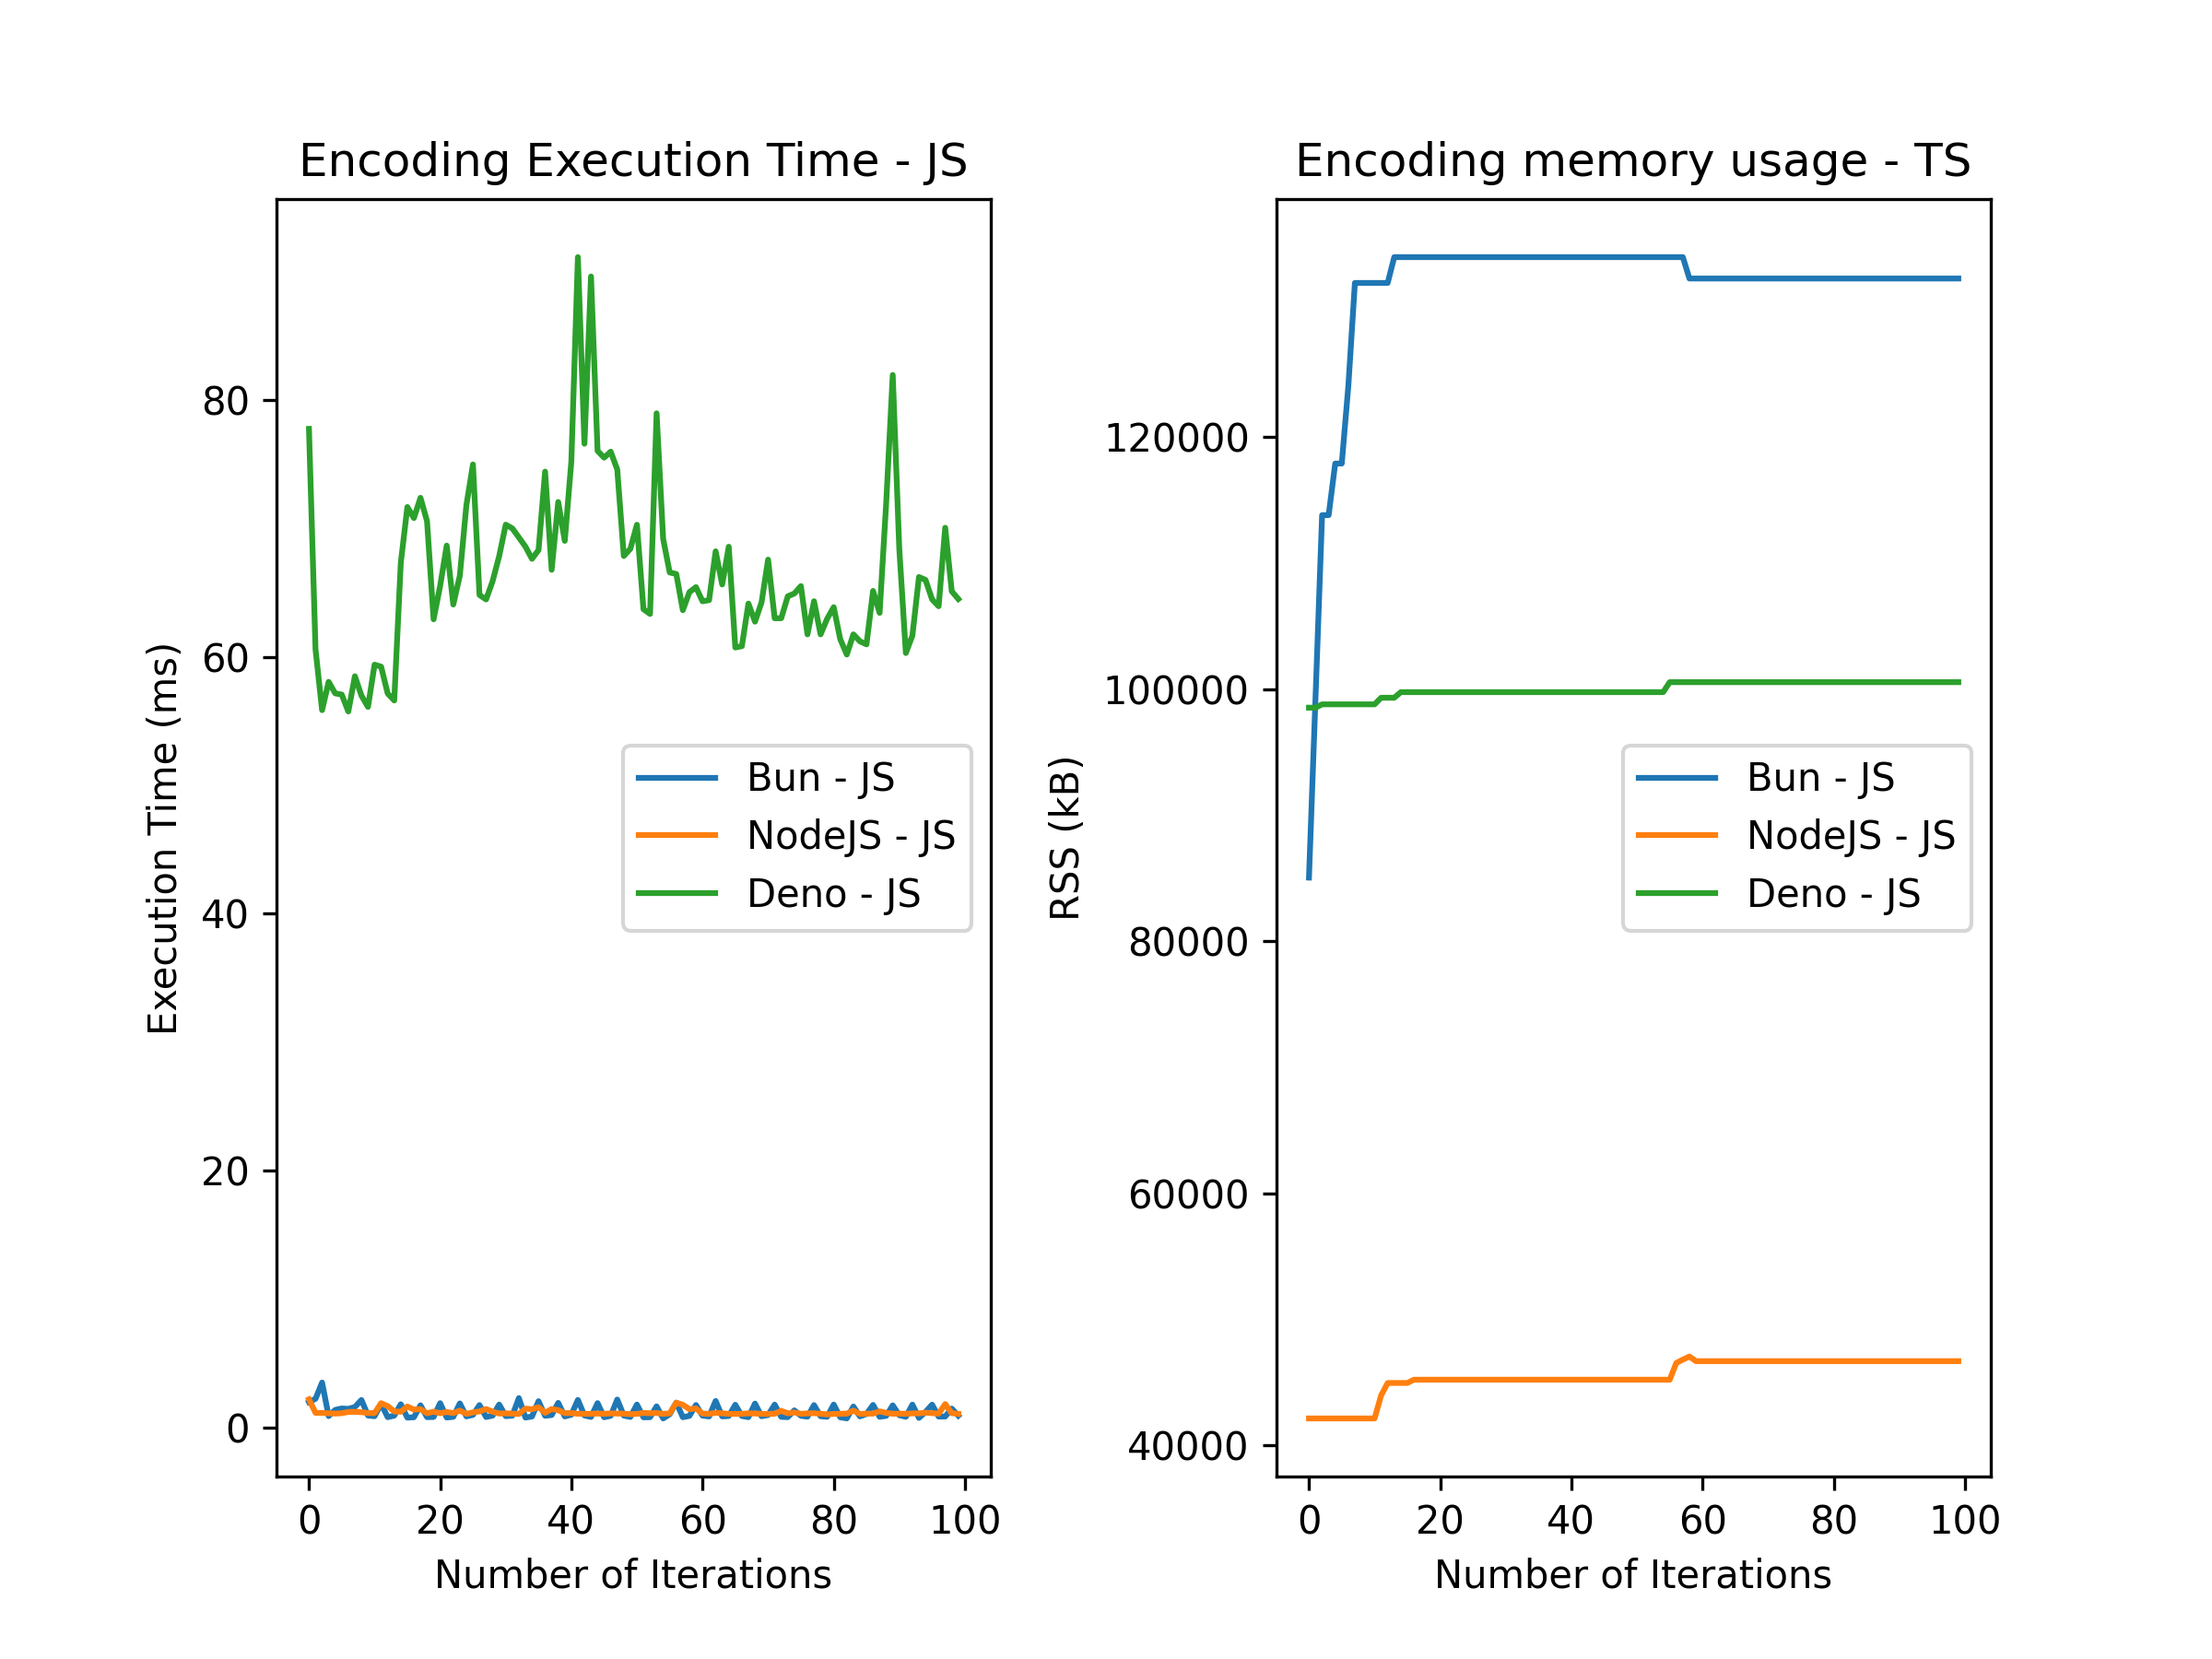 Encoding Execution Time - JS
Execution Time (ms)
80
60
40
20
0
Bun - JS
NodeJS - JS
Deno - JS
0 20 40 60 80 100
Number of Iterations
Encoding memory usage - TS
RSS (kB)
120000
100000
80000
60000
40000
Bun - JS
NodeJS - JS
Deno - JS
0 20 40 60 80 100
Number of Iterations